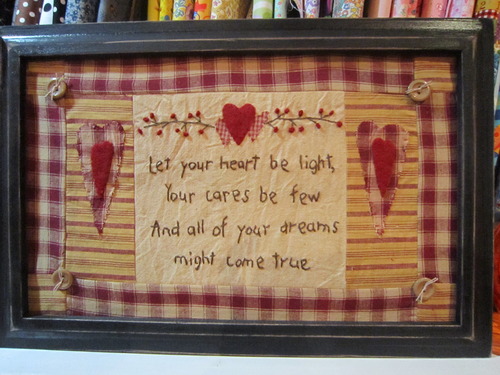 Let your heart be light,
Your cares be few
And all of your dreams
might come true